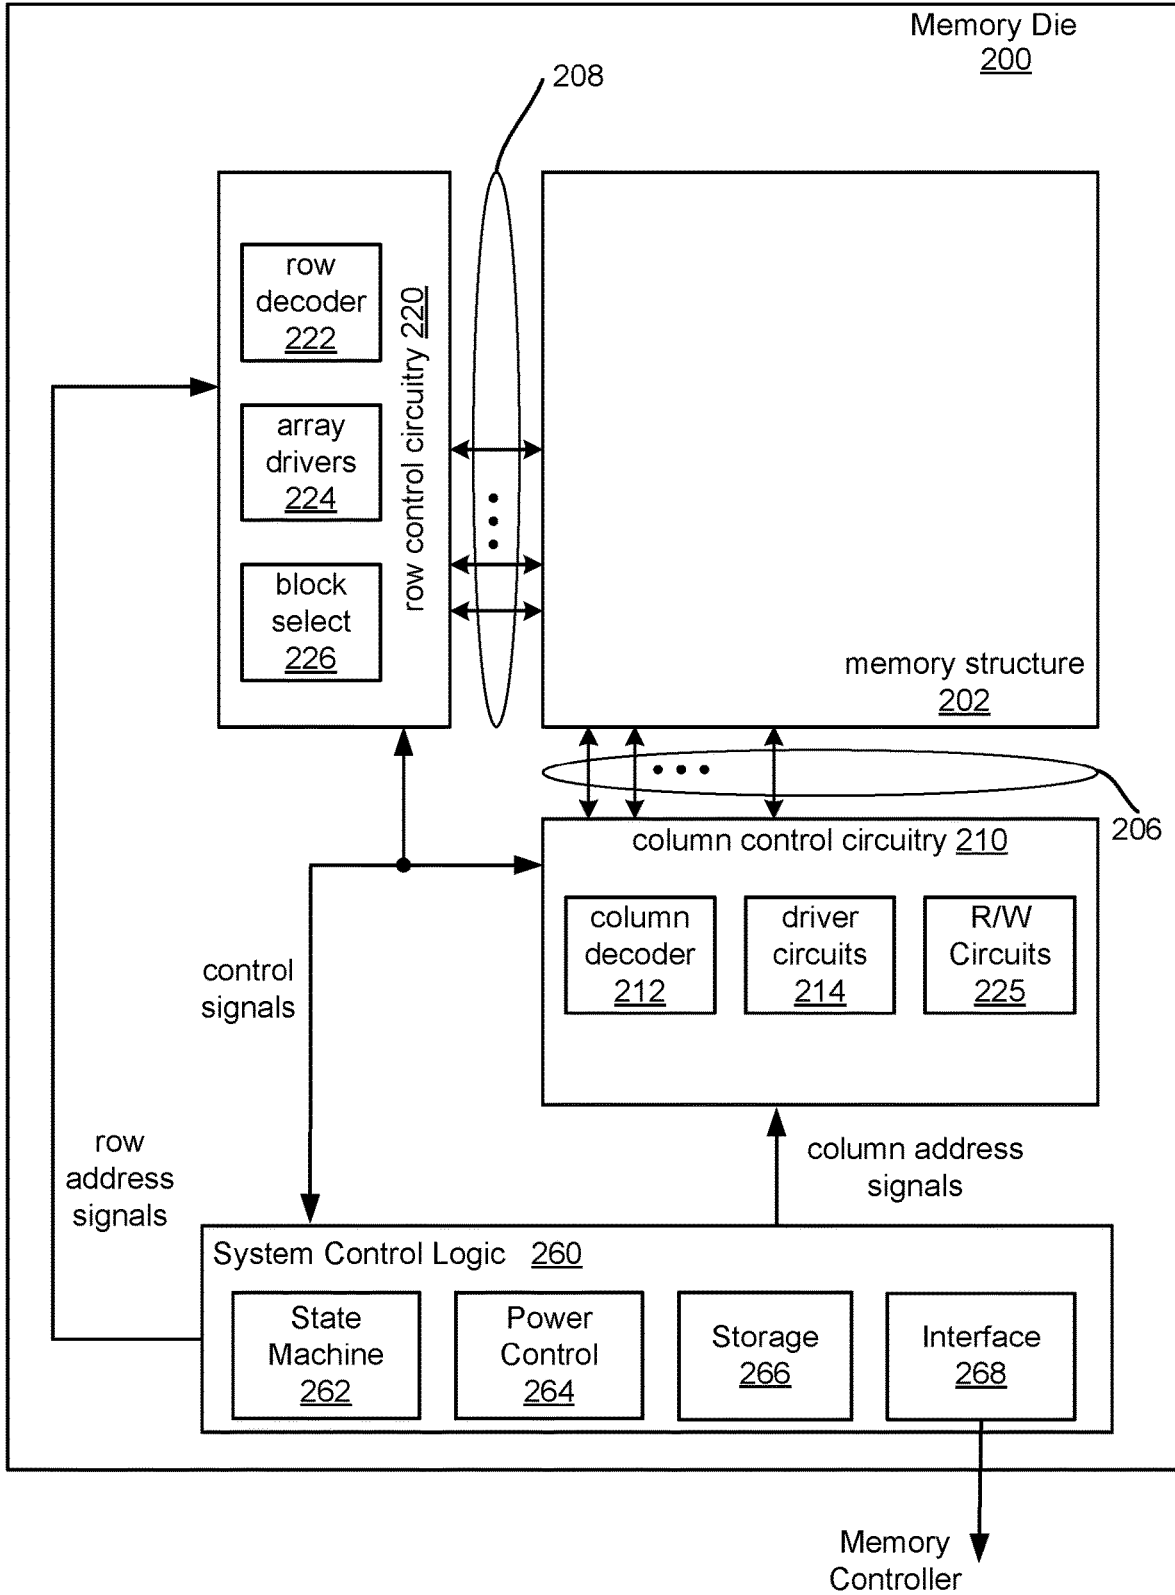 Memory Die
200
208
row
decoder
222
array
drivers
224
block
select
226
row control circuitry 220
memory structure
202
206
column control circuitry 210
column
decoder
212
driver
circuits
214
R/W
Circuits
225
control
signals
row
address
signals
column address
signals
System Control Logic 260
State
Machine
262
Power
Control
264
Storage
266
Interface
268
Memory
Controller